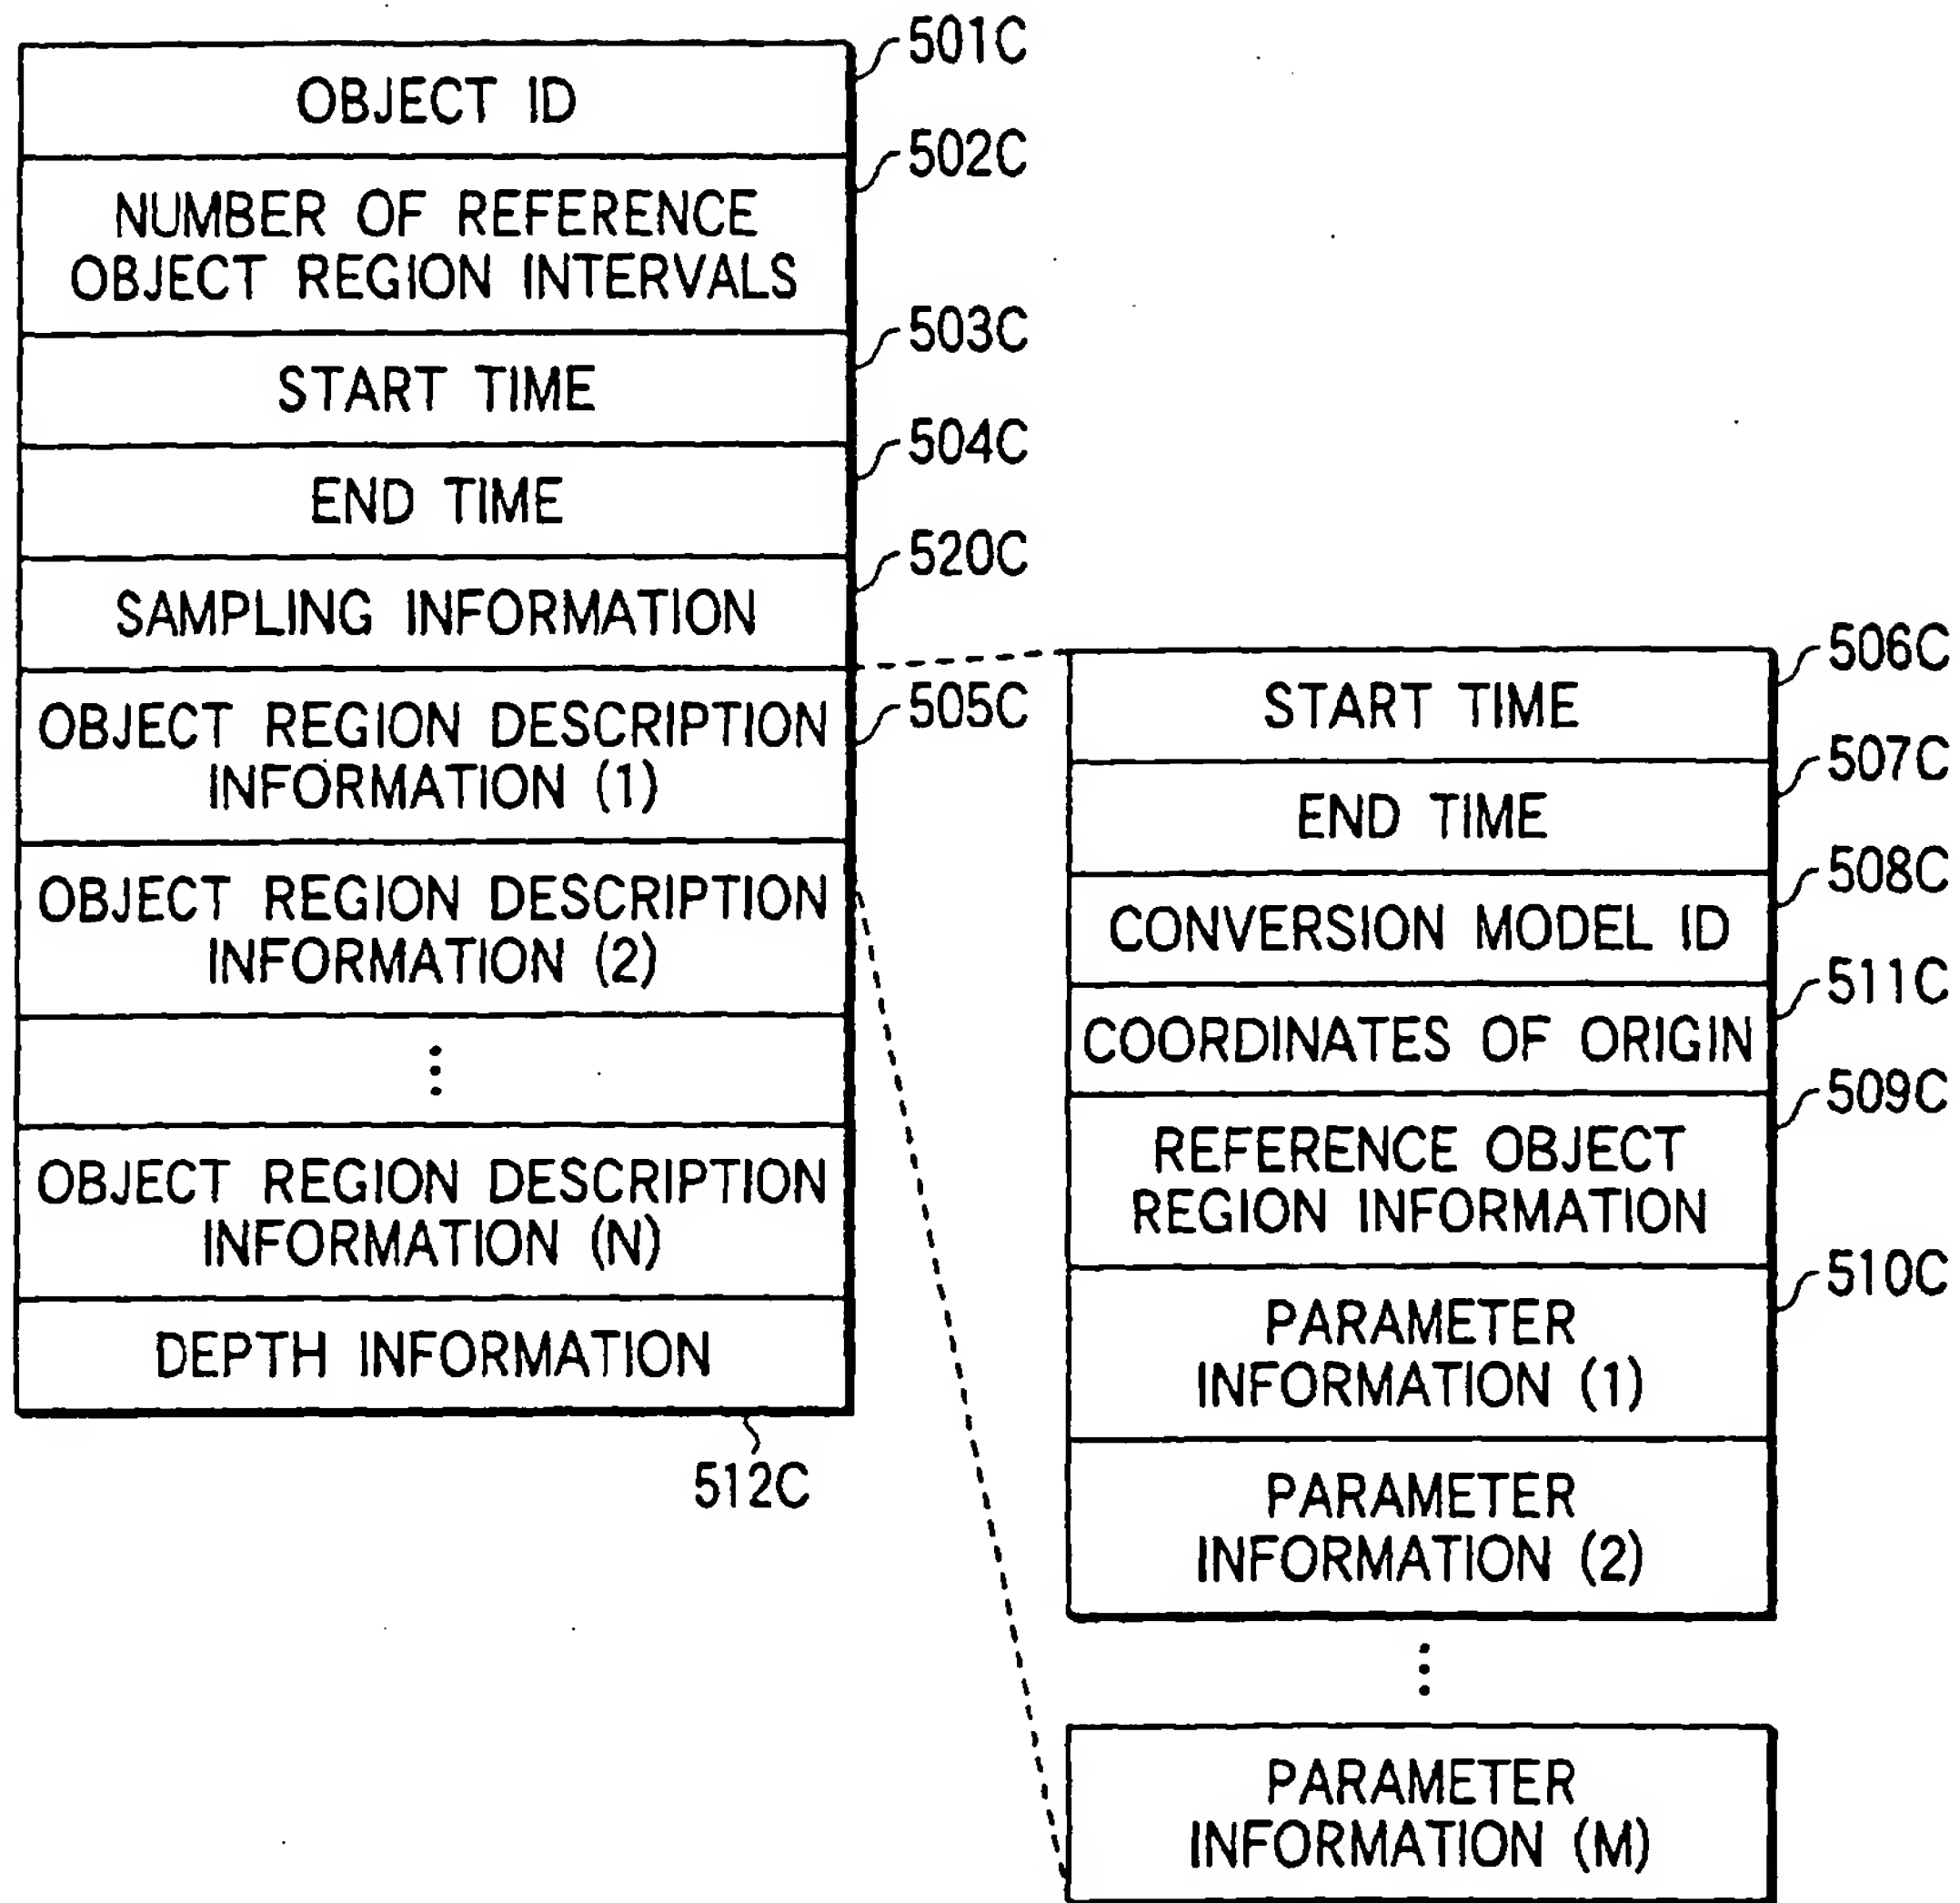 501C
OBJECT ID
502C
NUMBER OF REFERENCE
OBJECT REGION INTERVALS
503C
START TIME
504C
END TIME
520C
SAMPLING INFORMATION
505C
OBJECT REGION DESCRIPTION
INFORMATION (1)
OBJECT REGION DESCRIPTION
INFORMATION (2)
OBJECT REGION DESCRIPTION
INFORMATION (N)
DEPTH INFORMATION
512C
506C
START TIME
507C
END TIME
508C
CONVERSION MODEL ID
511C
COORDINATES OF ORIGIN
509C
REFERENCE OBJECT
REGION INFORMATION
510C
PARAMETER
INFORMATION (1)
PARAMETER
INFORMATION (2)
PARAMETER
INFORMATION (M)